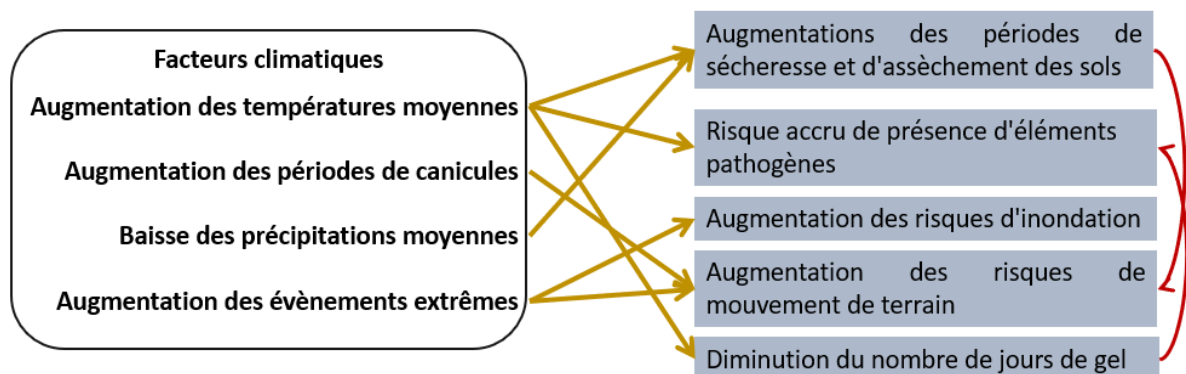 Facteurs climatiques
Augmentation des températures moyennes
Augmentation des périodes de canicules
Baisse des précipitations moyennes
Augmentation des évènements extrêmes
Augmentations des périodes de
sécheresse et d'assèchement des sols
Risque accru de présence d'éléments
pathogènes
Augmentation des risques d'inondation
Augmentation des risques de
mouvement de terrain
Diminution du nombre de jours de gel